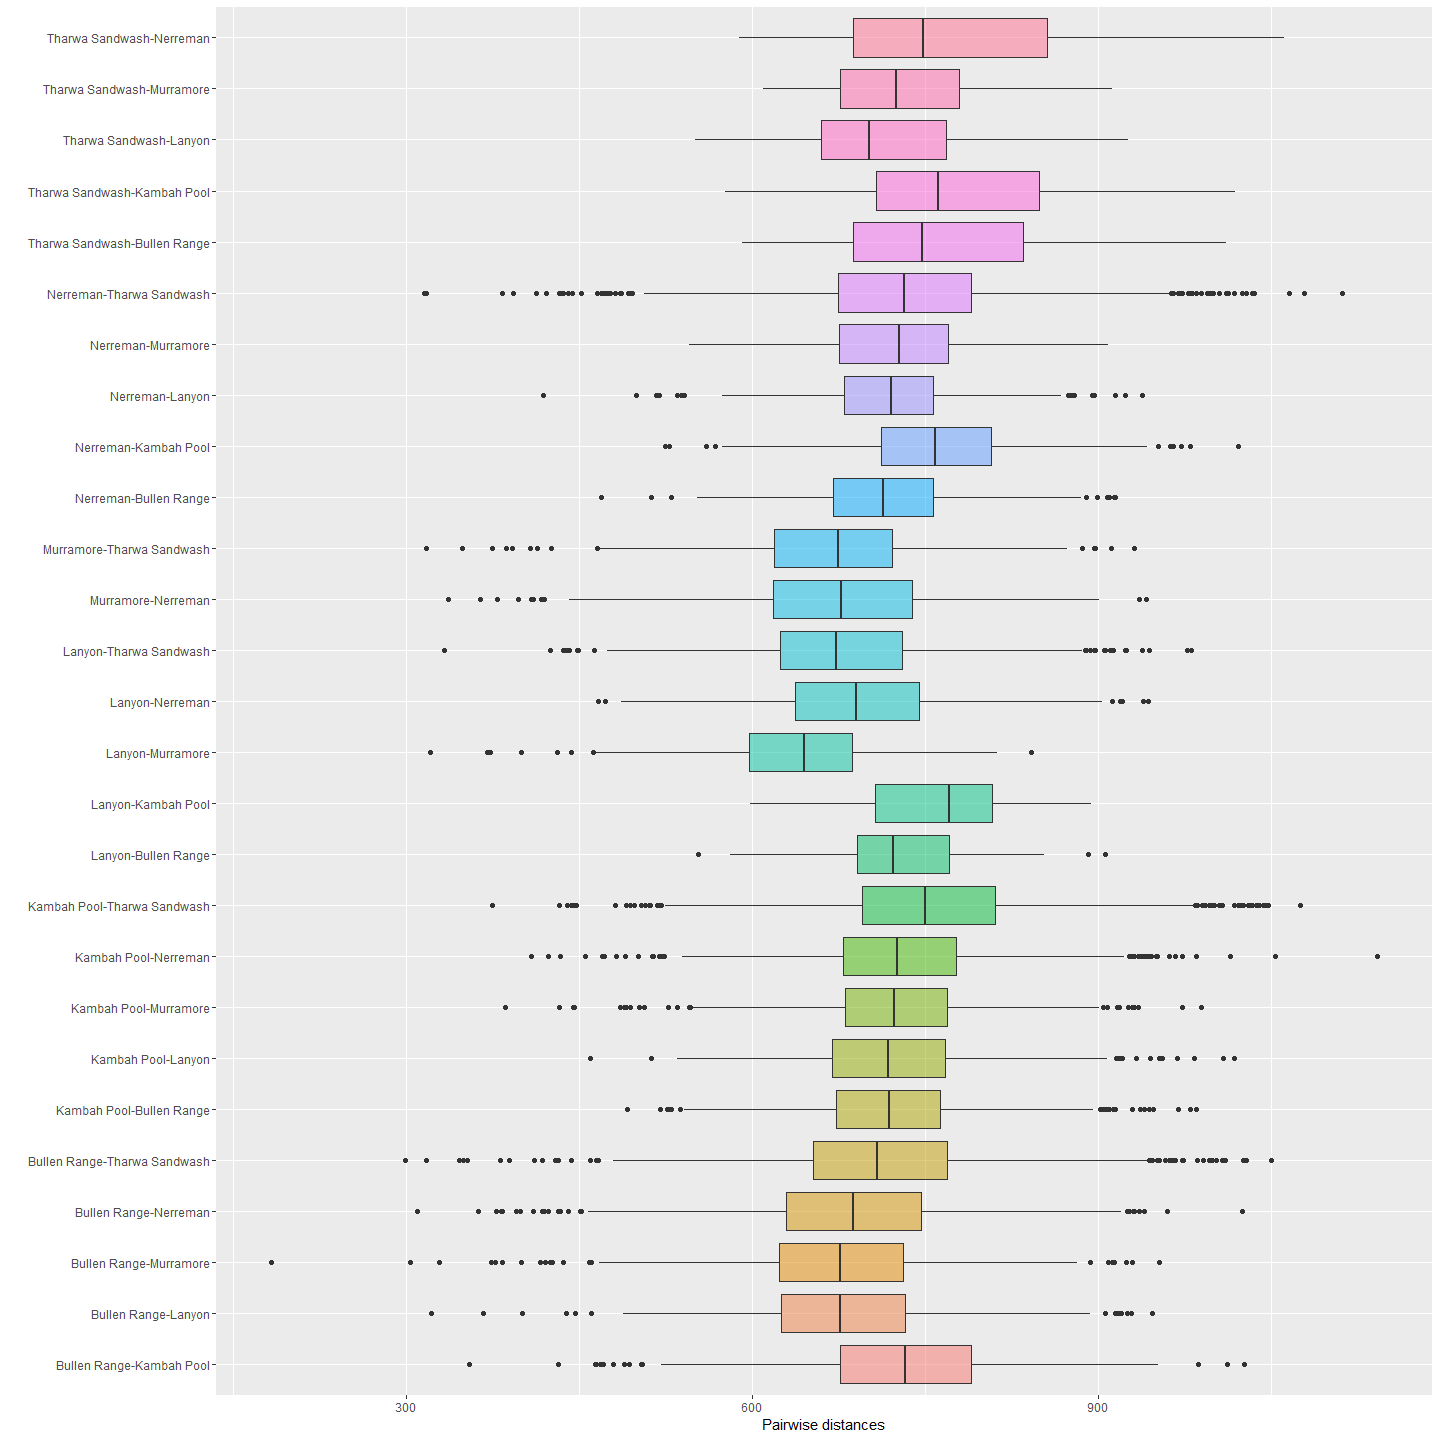 Tharwa Sandwash-Nerreman
Tharwa Sandwash-Murramore
Tharwa Sandwash-Lanyon
Tharwa Sandwash-Kambah Pool
Tharwa Sandwash-Bullen Range
Nerreman-Tharwa Sandwash
Nerreman-Murramore
Nerreman-Lanyon
Nerreman-Kambah Pool
Nerreman-Bullen Range
Murramore-Tharwa Sandwash
Murramore-Nerreman
Lanyon-Tharwa Sandwash
Lanyon-Nerreman
Lanyon-Murramore
Lanyon-Kambah Pool
Lanyon-Bullen Range
Kambah Pool-Tharwa Sandwash
Kambah Pool-Nerreman
Kambah Pool-Murramore
Kambah Pool-Lanyon
Kambah Pool-Bullen Range
Bullen Range-Tharwa Sandwash
Bullen Range-Nerreman
Bullen Range-Murramore
Bullen Range-Lanyon
Bullen Range-Kambah Pool
300 600 900
Pairwise distances